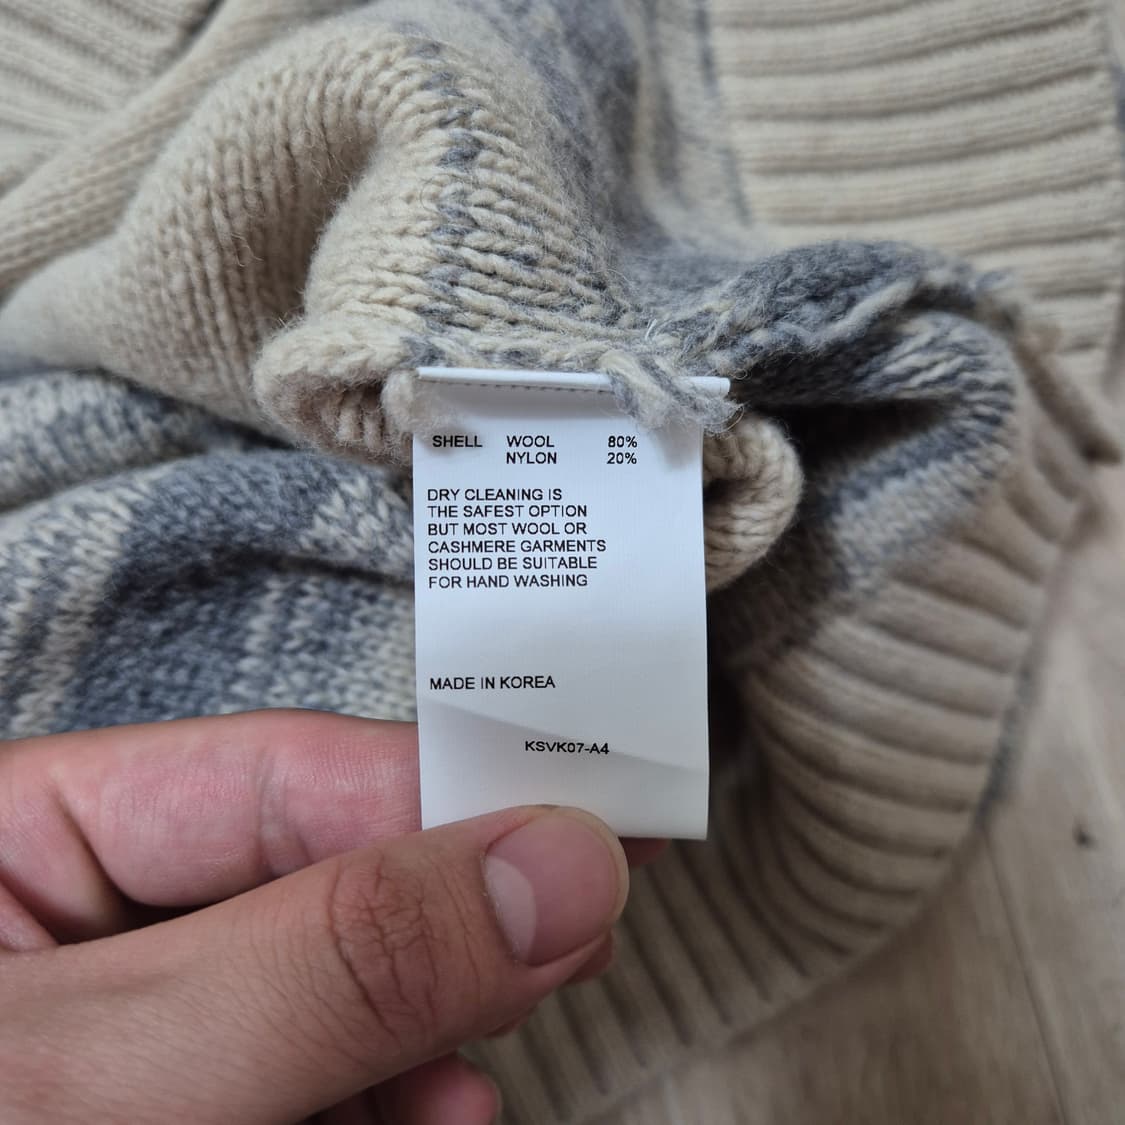 SHELL WOOL 80%
NYLON 20%
DRY CLEANING IS
THE SAFEST OPTION
BUT MOST WOOL OR
CASHMERE GARMENTS
SHOULD BE SUITABLE
FOR HAND WASHING
MADE IN KOREA
KSVK07-A4